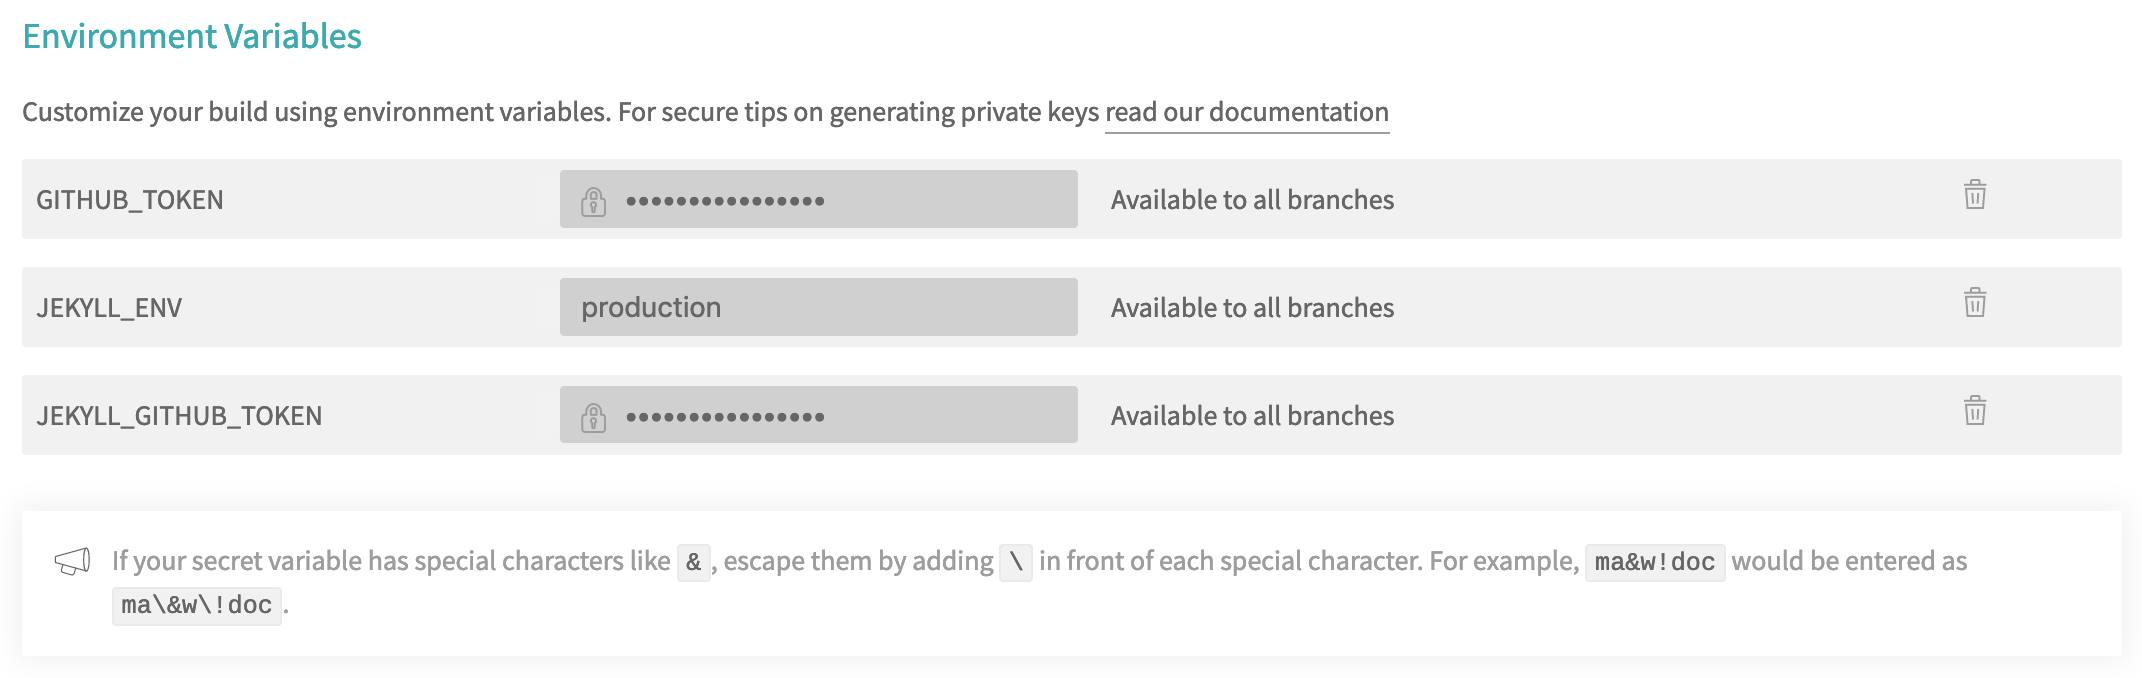 Environment Variables
Customize your build using environment variables. For secure tips on generating private keys read our documentation
GITHUB_TOKEN •••••••••••••••• Available to all branches
JEKYLL_ENV production Available to all branches
JEKYLL_GITHUB_TOKEN •••••••••••••••• Available to all branches
If your secret variable has special characters like &, escape them by adding \ in front of each special character. For example, ma&w!doc would be entered as
ma\&w\!doc.